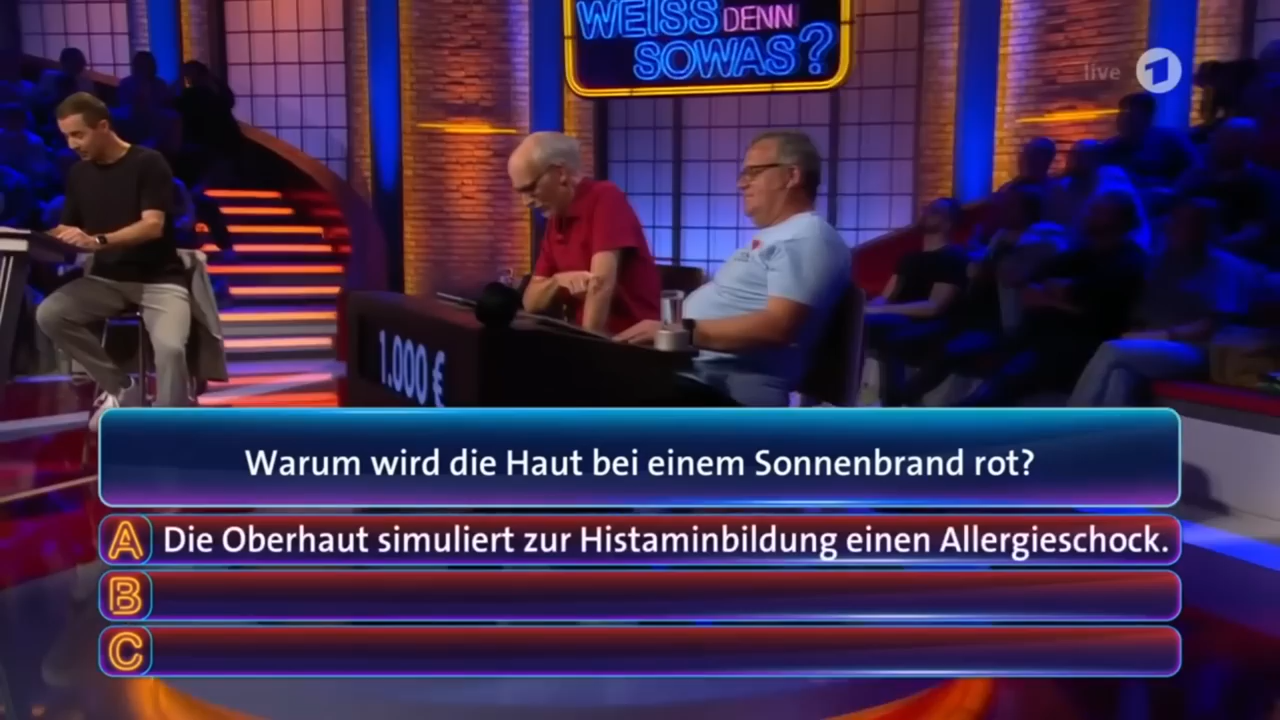 WEISS DENN
SOWAS?
live 1
1.000 €
Warum wird die Haut bei einem Sonnenbrand rot?
A Die Oberhaut simuliert zur Histaminbildung einen Allergieschock.
B
C